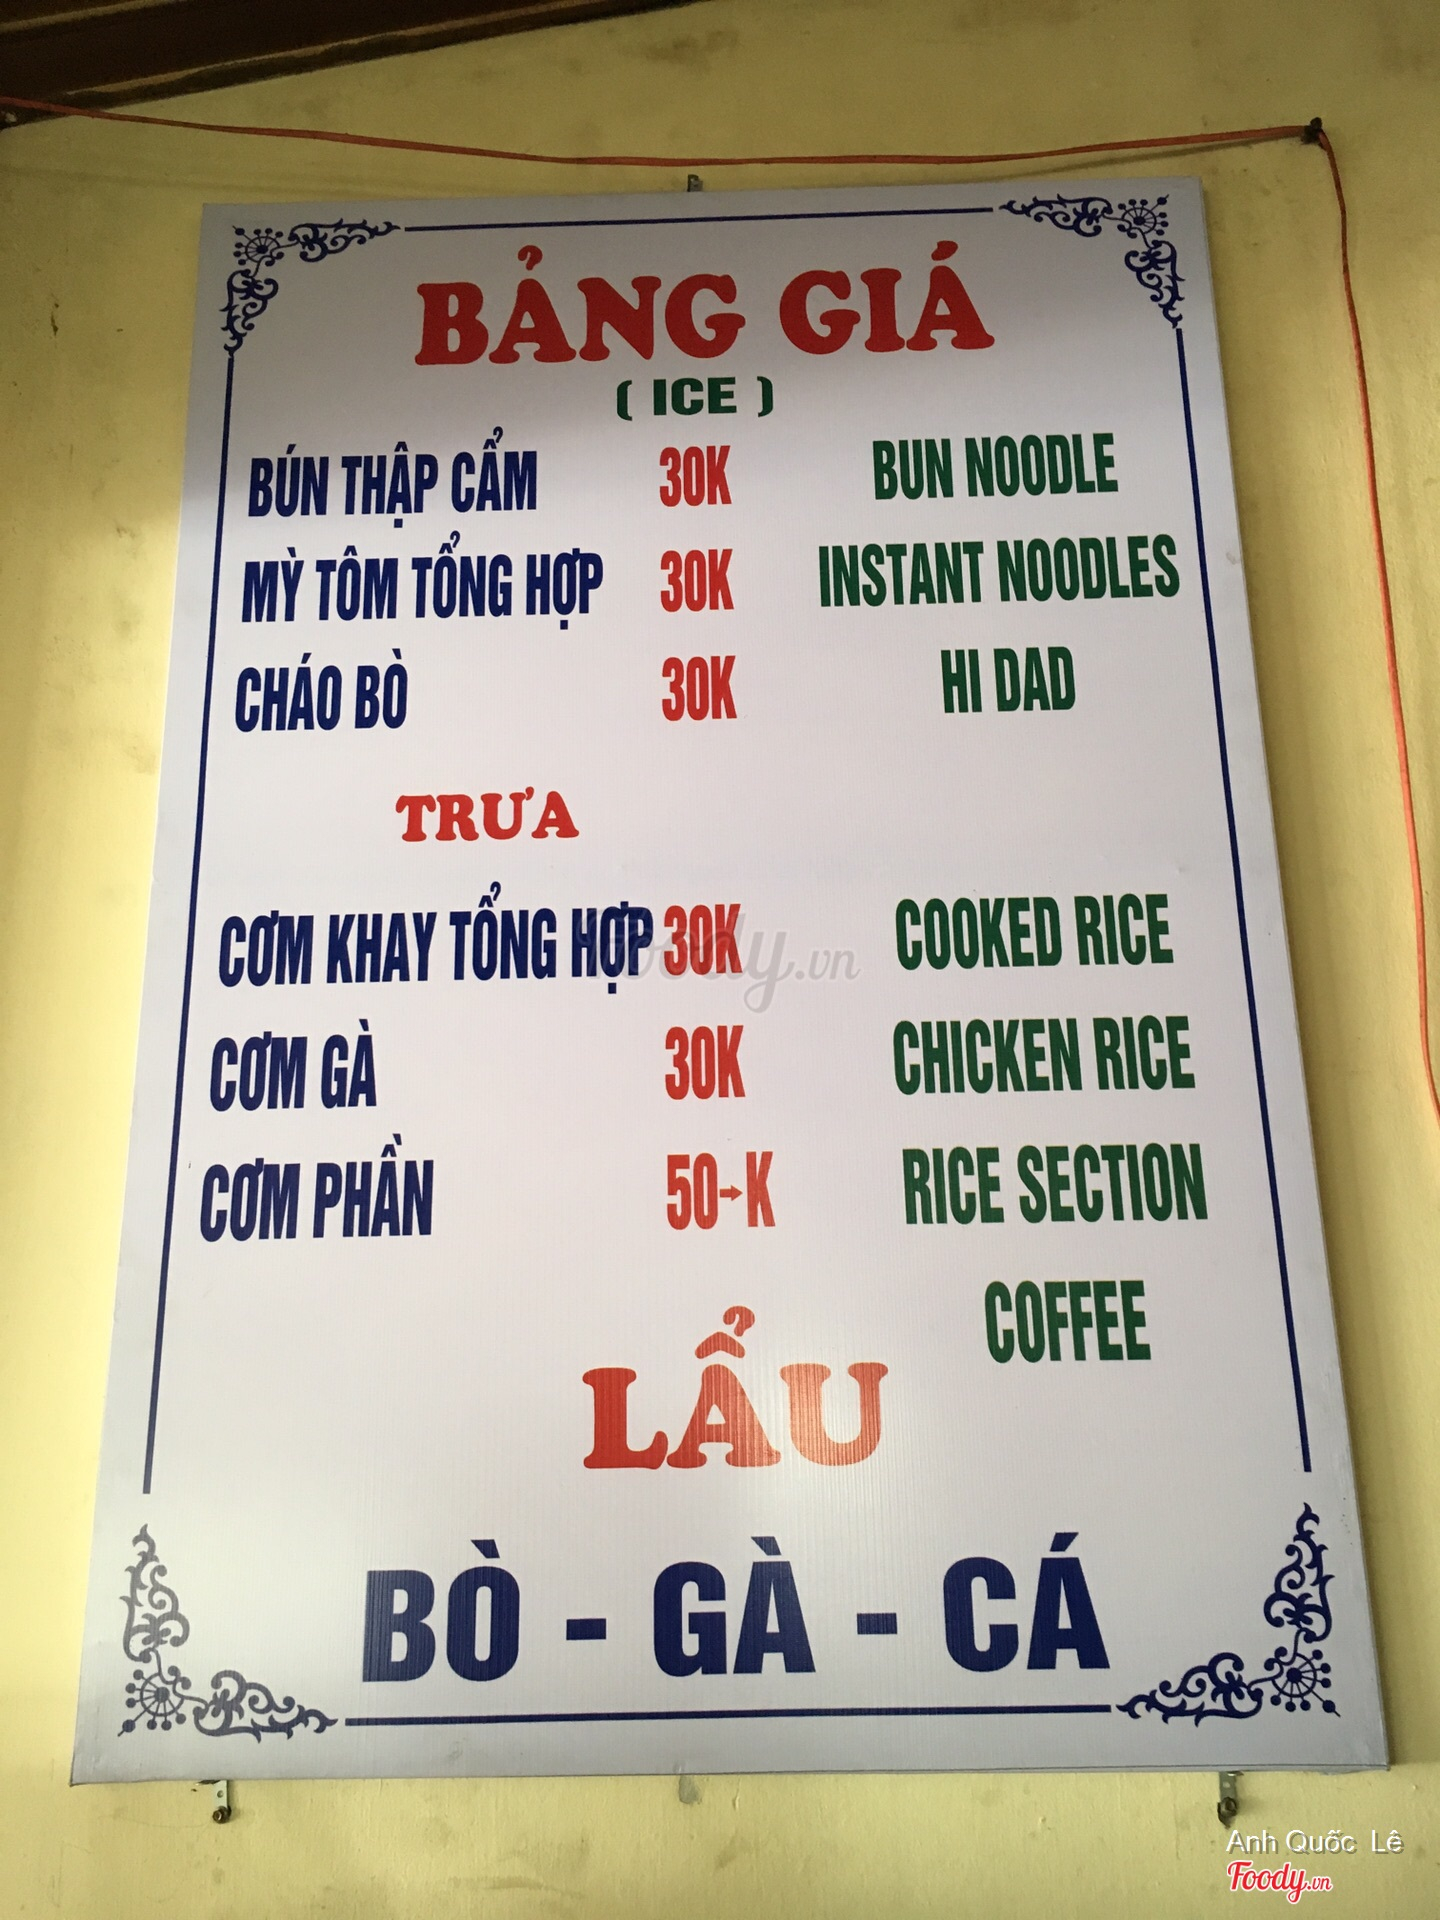 BẢNG GIÁ
( ICE )
BÚN THẬP CẨM 30K BUN NOODLE
MỲ TÔM TỔNG HỢP 30K INSTANT NOODLES
CHÁO BÒ 30K HI DAD
TRƯA
CƠM KHAY TỔNG HỢP 30K COOKED RICE
CƠM GÀ 30K CHICKEN RICE
CƠM PHẦN 50→K RICE SECTION
COFFEE
LẨU
BÒ - GÀ - CÁ
Foody.vn
Anh Quốc Lê
Foody.vn